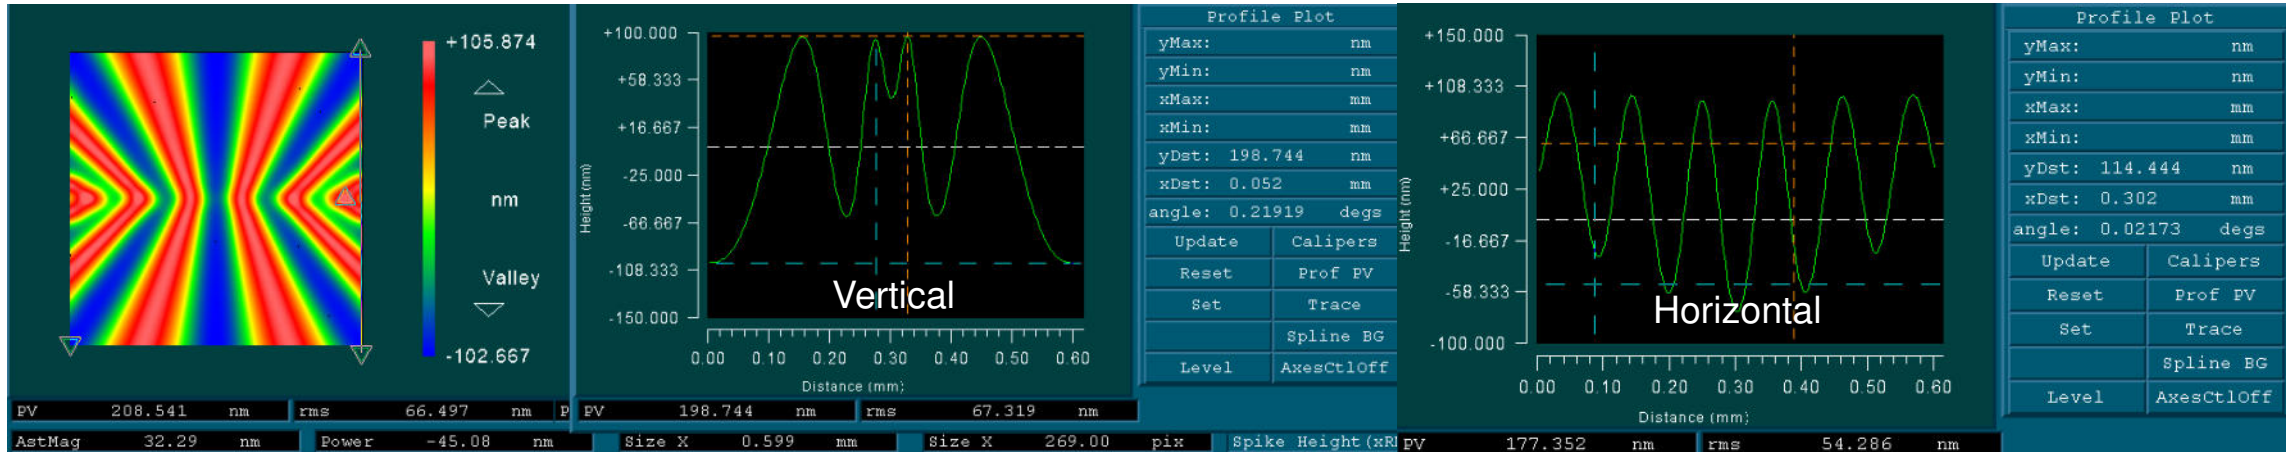 +105.874
Peak
nm
Valley
-102.667
PV 208.541 nm rms 66.497 nm P
AstMag 32.29 nm Power -45.08 nm Size X 0.599 mm Size X 269.00 pix Spike Height(xR
+100.000
+58.333
+16.667
-25.000
-66.667
-108.333
-150.000
Height (nm)
Vertical
0.00 0.10 0.20 0.30 0.40 0.50 0.60
Distance (mm)
PV 198.744 nm rms 67.319 nm
Profile Plot
yMax: nm
yMin: nm
xMax: mm
xMin: mm
yDst: 198.744 nm
xDst: 0.052 mm
angle: 0.21919 degs
Update Calipers
Reset Prof PV
Set Trace
Spline BG
Level AxesCtlOff
+150.000
+108.333
+66.667
+25.000
-16.667
-58.333
-100.000
Height (nm)
Horizontal
0.00 0.10 0.20 0.30 0.40 0.50 0.60
Distance (mm)
PV 177.352 nm rms 54.286 nm
Profile Plot
yMax: nm
yMin: nm
xMax: mm
xMin: mm
yDst: 114.444 nm
xDst: 0.302 mm
angle: 0.02173 degs
Update Calipers
Reset Prof PV
Set Trace
Spline BG
Level AxesCtlOff